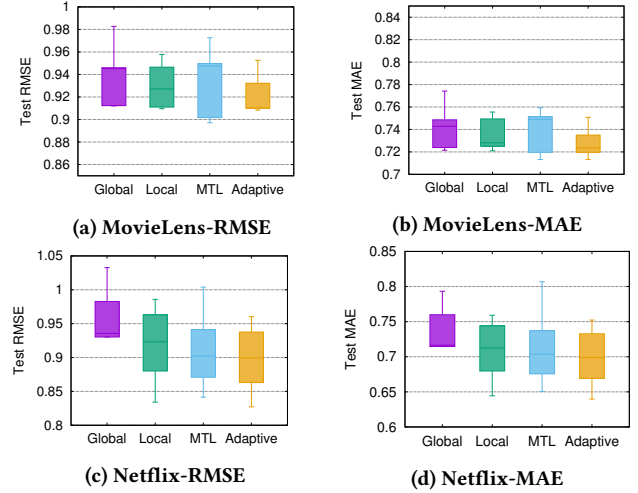 1
0.98
0.96
0.94
0.92
0.9
0.88
0.86
Test RMSE
Global Local MTL Adaptive
(a) MovieLens-RMSE
0.84
0.82
0.8
0.78
0.76
0.74
0.72
0.7
Test MAE
Global Local MTL Adaptive
(b) MovieLens-MAE
1.05
1
0.95
0.9
0.85
0.8
Test RMSE
Global Local MTL Adaptive
(c) Netflix-RMSE
0.85
0.8
0.75
0.7
0.65
0.6
Test MAE
Global Local MTL Adaptive
(d) Netflix-MAE